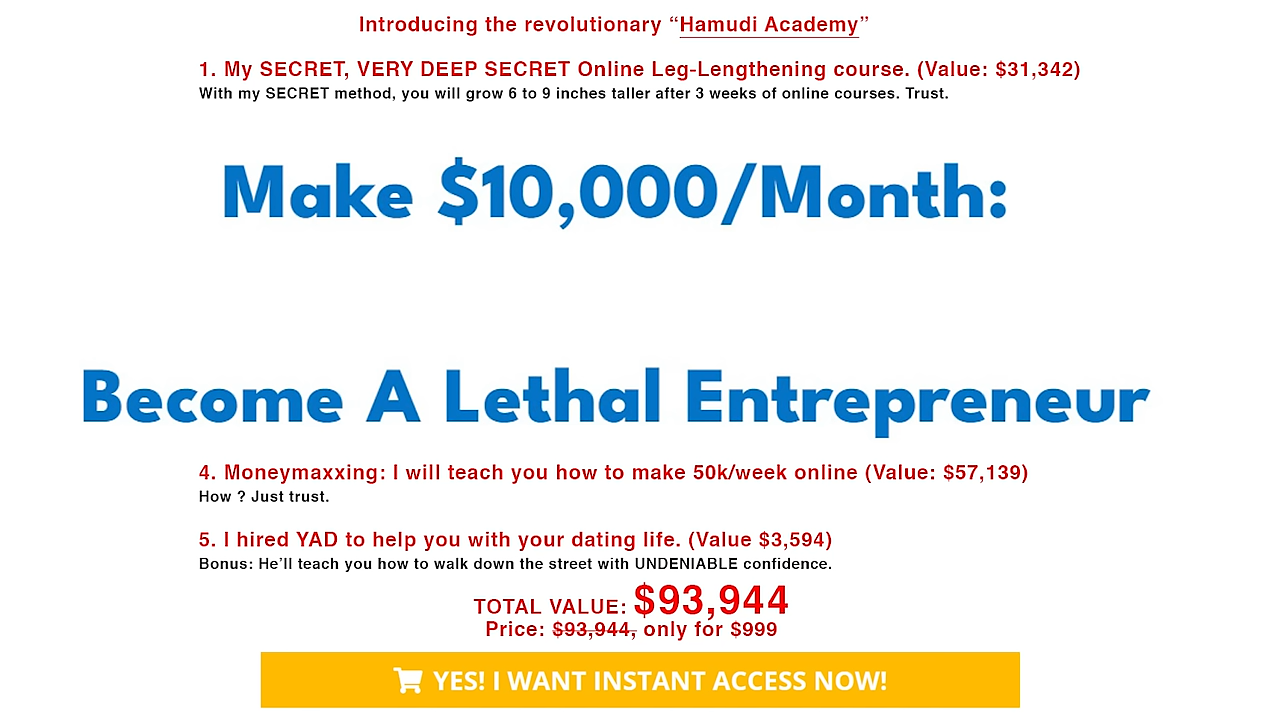 Introducing the revolutionary “Hamudi Academy”
1. My SECRET, VERY DEEP SECRET Online Leg-Lengthening course. (Value: $31,342)
With my SECRET method, you will grow 6 to 9 inches taller after 3 weeks of online courses. Trust.
Make $10,000/Month:
Become A Lethal Entrepreneur
4. Moneymaxxing: I will teach you how to make 50k/week online (Value: $57,139)
How ? Just trust.
5. I hired YAD to help you with your dating life. (Value $3,594)
Bonus: He’ll teach you how to walk down the street with UNDENIABLE confidence.
TOTAL VALUE: $93,944
Price: $93,944, only for $999
YES! I WANT INSTANT ACCESS NOW!